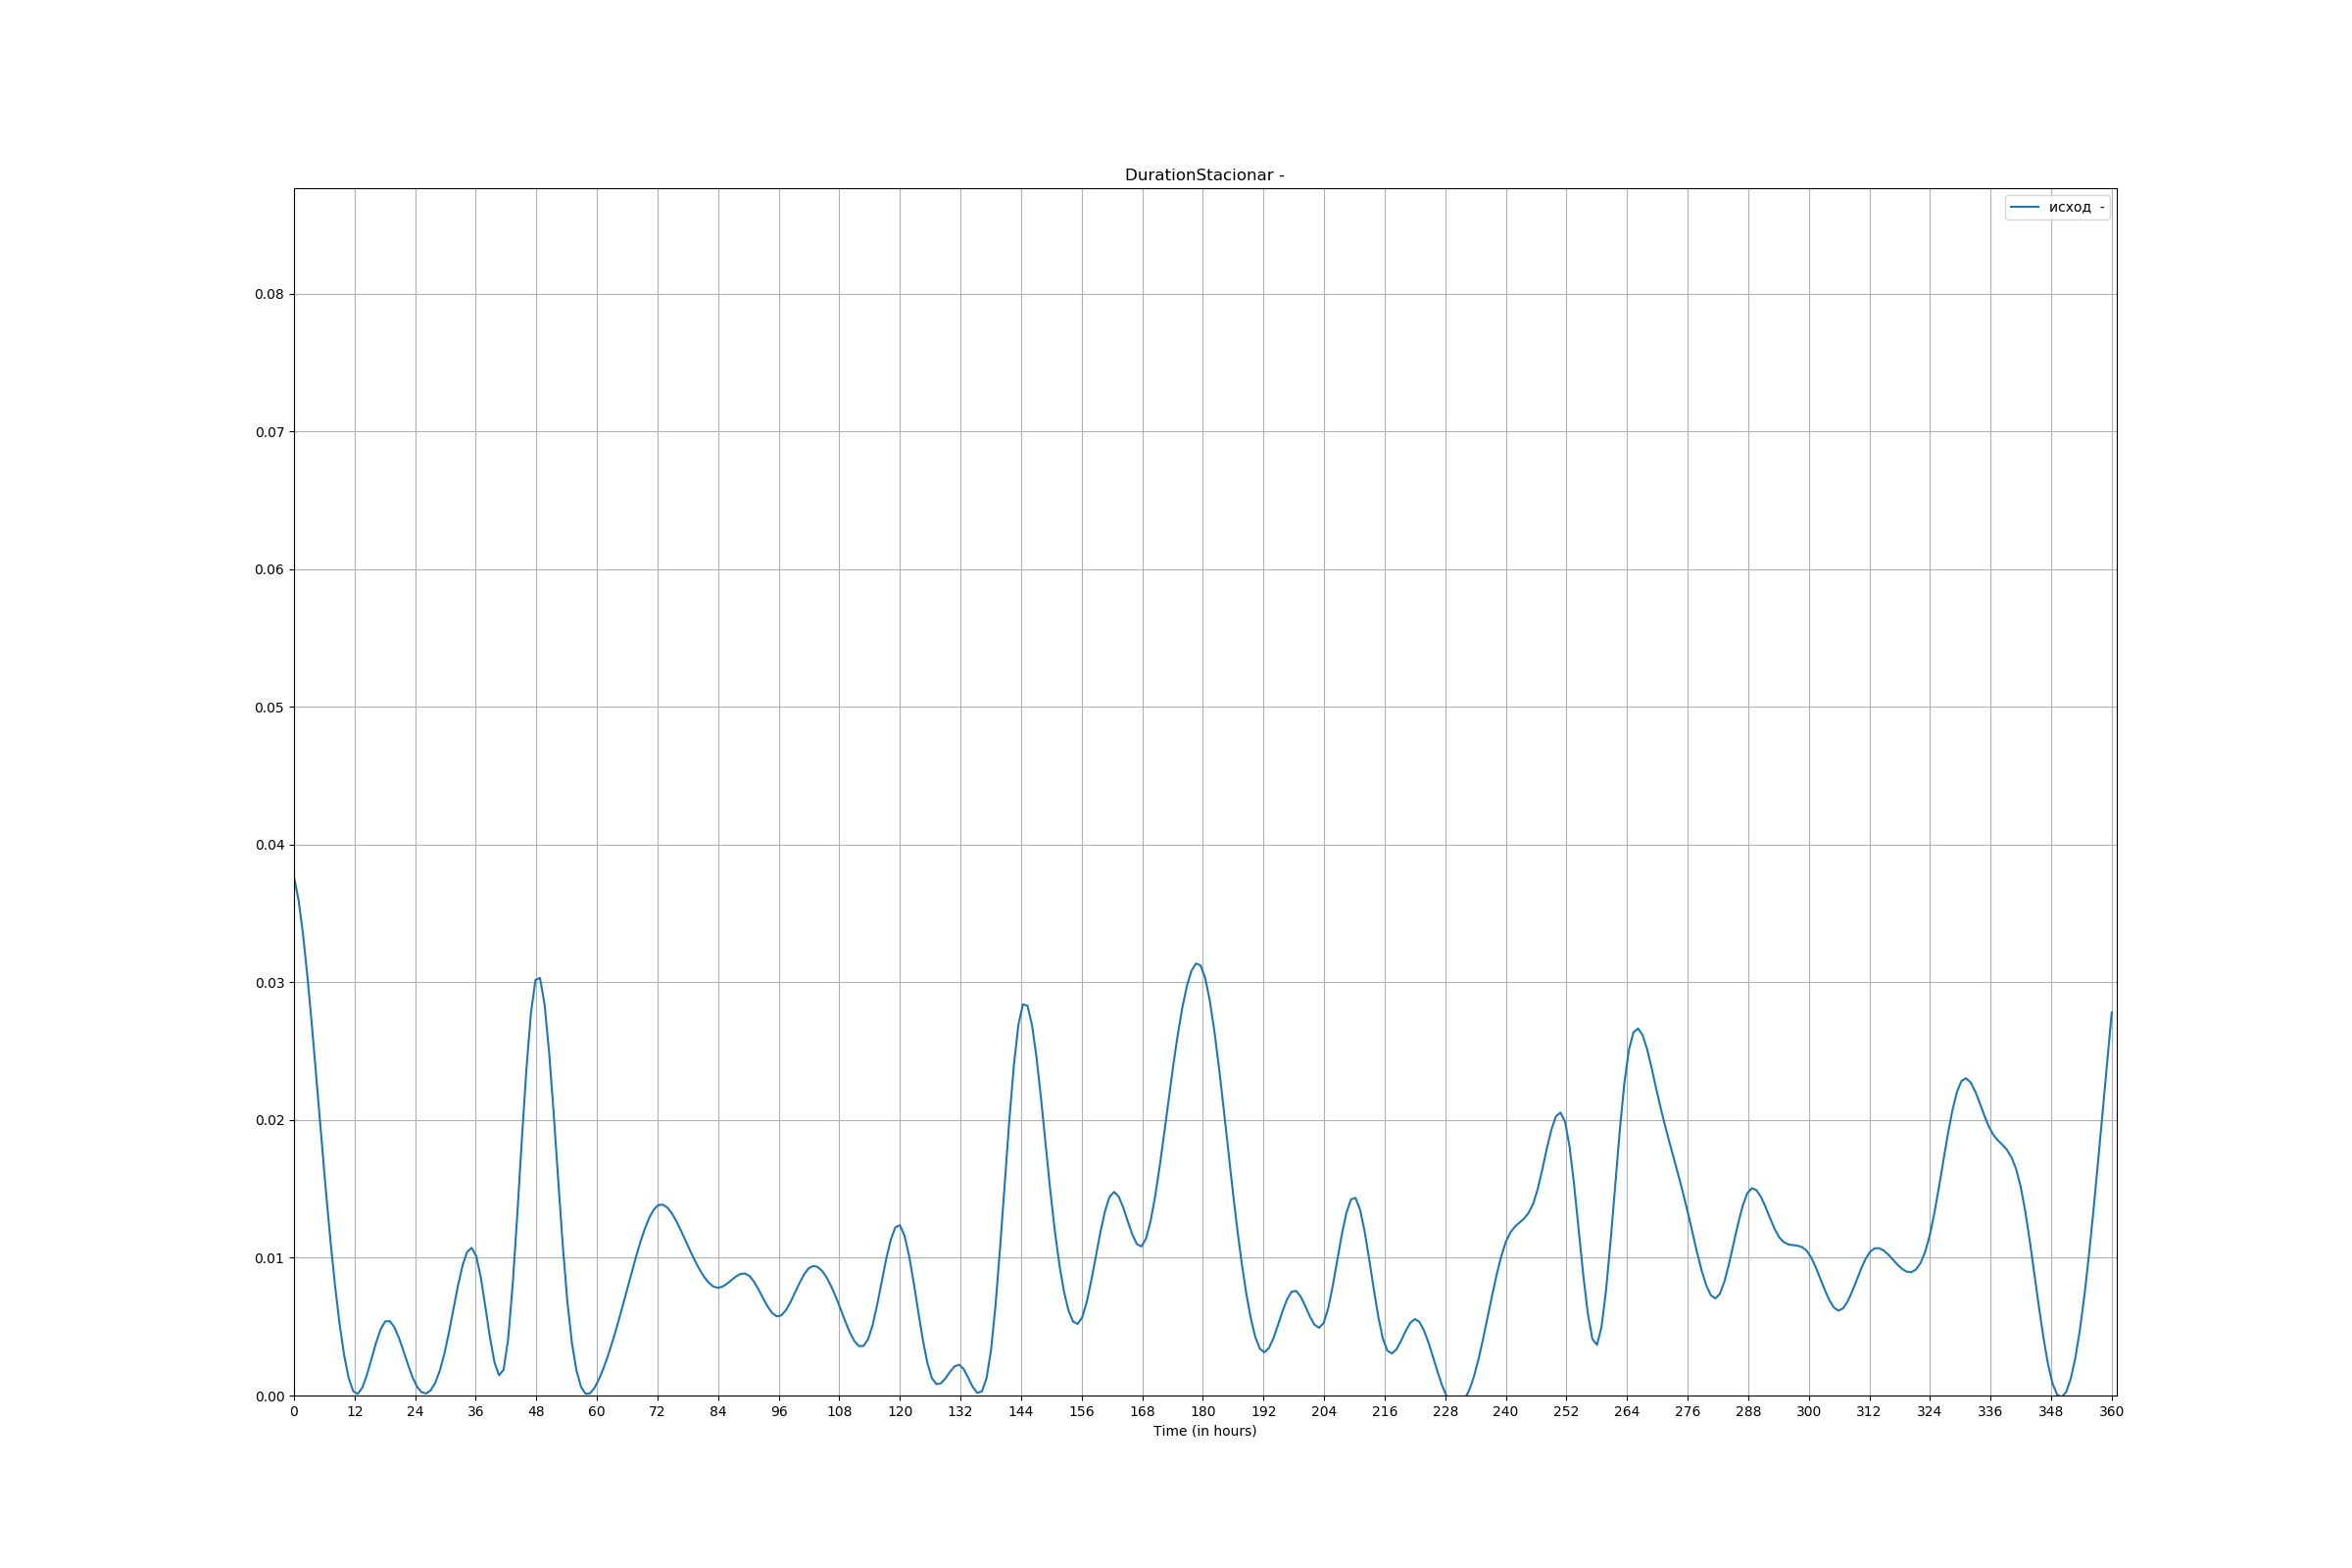 DurationStacionar -
исход -
0.08
0.07
0.06
0.05
0.04
0.03
0.02
0.01
0.00
0 12 24 36 48 60 72 84 96 108 120 132 144 156 168 180 192 204 216 228 240 252 264 276 288 300 312 324 336 348 360
Time (in hours)